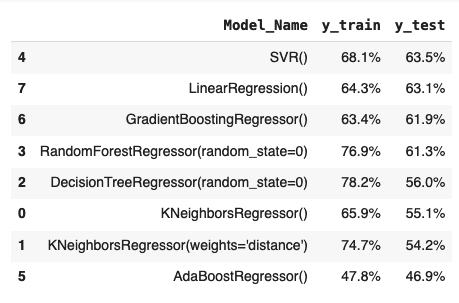 Model_Name y_train y_test
4 SVR() 68.1% 63.5%
7 LinearRegression() 64.3% 63.1%
6 GradientBoostingRegressor() 63.4% 61.9%
3 RandomForestRegressor(random_state=0) 76.9% 61.3%
2 DecisionTreeRegressor(random_state=0) 78.2% 56.0%
0 KNeighborsRegressor() 65.9% 55.1%
1 KNeighborsRegressor(weights='distance') 74.7% 54.2%
5 AdaBoostRegressor() 47.8% 46.9%